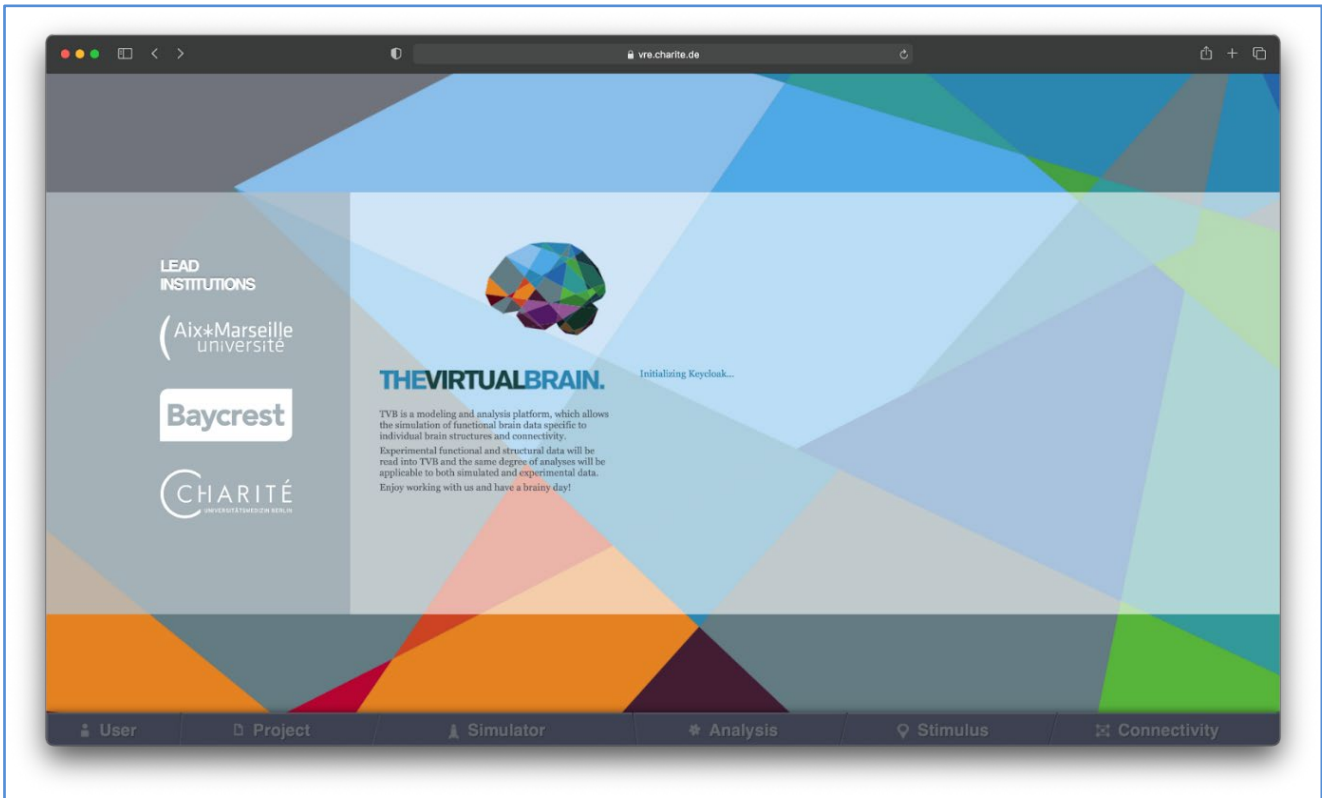 vre.charite.de
LEAD
INSTITUTIONS
Aix*Marseille
université
Baycrest
CHARITÉ
UNIVERSITÄTSMEDIZIN BERLIN
THEVIRTUALBRAIN.
TVB is a modeling and analysis platform, which allows
the simulation of functional brain data specific to
individual brain structures and connectivity.
Experimental functional and structural data will be
read into TVB and the same degree of analyses will be
applicable to both simulated and experimental data.
Enjoy working with us and have a brainy day!
Initializing Keycloak...
User Project Simulator Analysis Stimulus Connectivity